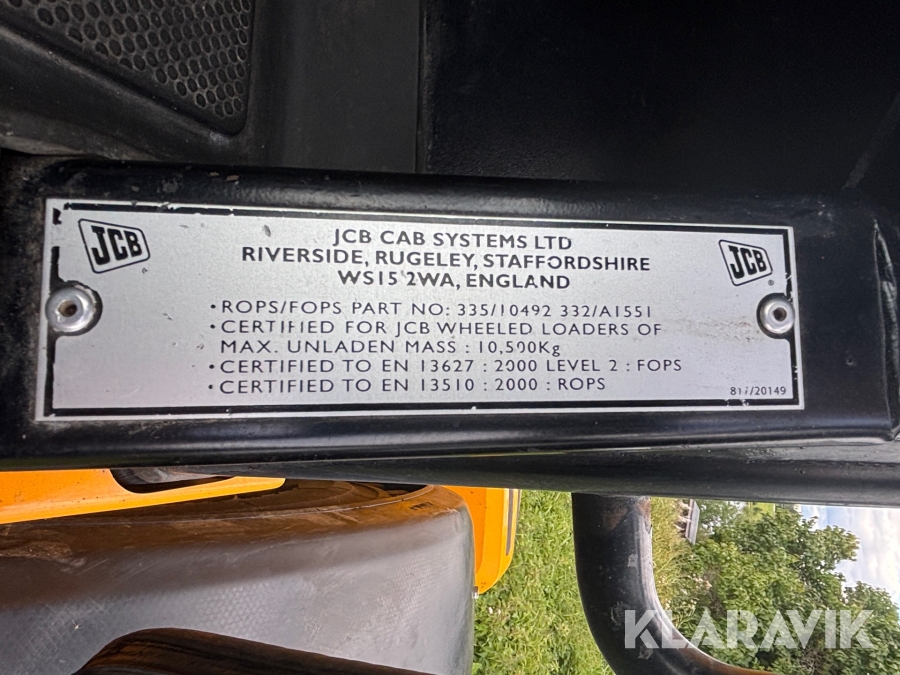 JCB
JCB
JCB CAB SYSTEMS LTD
RIVERSIDE, RUGELEY, STAFFORDSHIRE
WS15 2WA, ENGLAND
• ROPS/FOPS PART NO: 335/10492 332/A1551
• CERTIFIED FOR JCB WHEELED LOADERS OF
MAX. UNLADEN MASS : 10,500Kg
• CERTIFIED TO EN 13627 : 2000 LEVEL 2 : FOPS
• CERTIFIED TO EN 13510 : 2000 : ROPS
817/20149
KLARAVIK